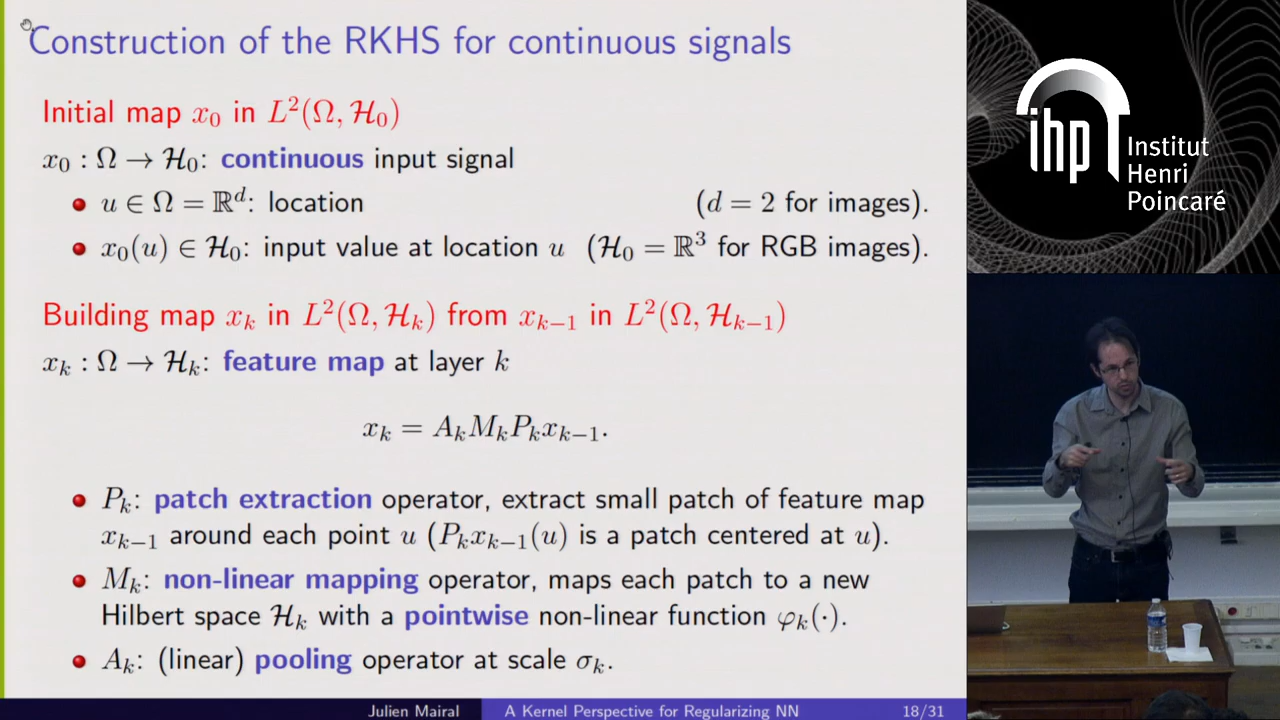 Construction of the RKHS for continuous signals
Initial map x₀ in L²(Ω, ℋ₀)
x₀ : Ω → ℋ₀: continuous input signal
u ∈ Ω = ℝᵈ: location (d = 2 for images).
x₀(u) ∈ ℋ₀: input value at location u (ℋ₀ = ℝ³ for RGB images).
Building map xₖ in L²(Ω, ℋₖ) from xₖ₋₁ in L²(Ω, ℋₖ₋₁)
xₖ : Ω → ℋₖ: feature map at layer k
xₖ = AₖMₖPₖxₖ₋₁.
Pₖ: patch extraction operator, extract small patch of feature map
xₖ₋₁ around each point u (Pₖxₖ₋₁(u) is a patch centered at u).
Mₖ: non-linear mapping operator, maps each patch to a new
Hilbert space ℋₖ with a pointwise non-linear function φₖ(·).
Aₖ: (linear) pooling operator at scale σₖ.
Julien Mairal A Kernel Perspective for Regularizing NN 18/31
ihp Institut
Henri
Poincaré